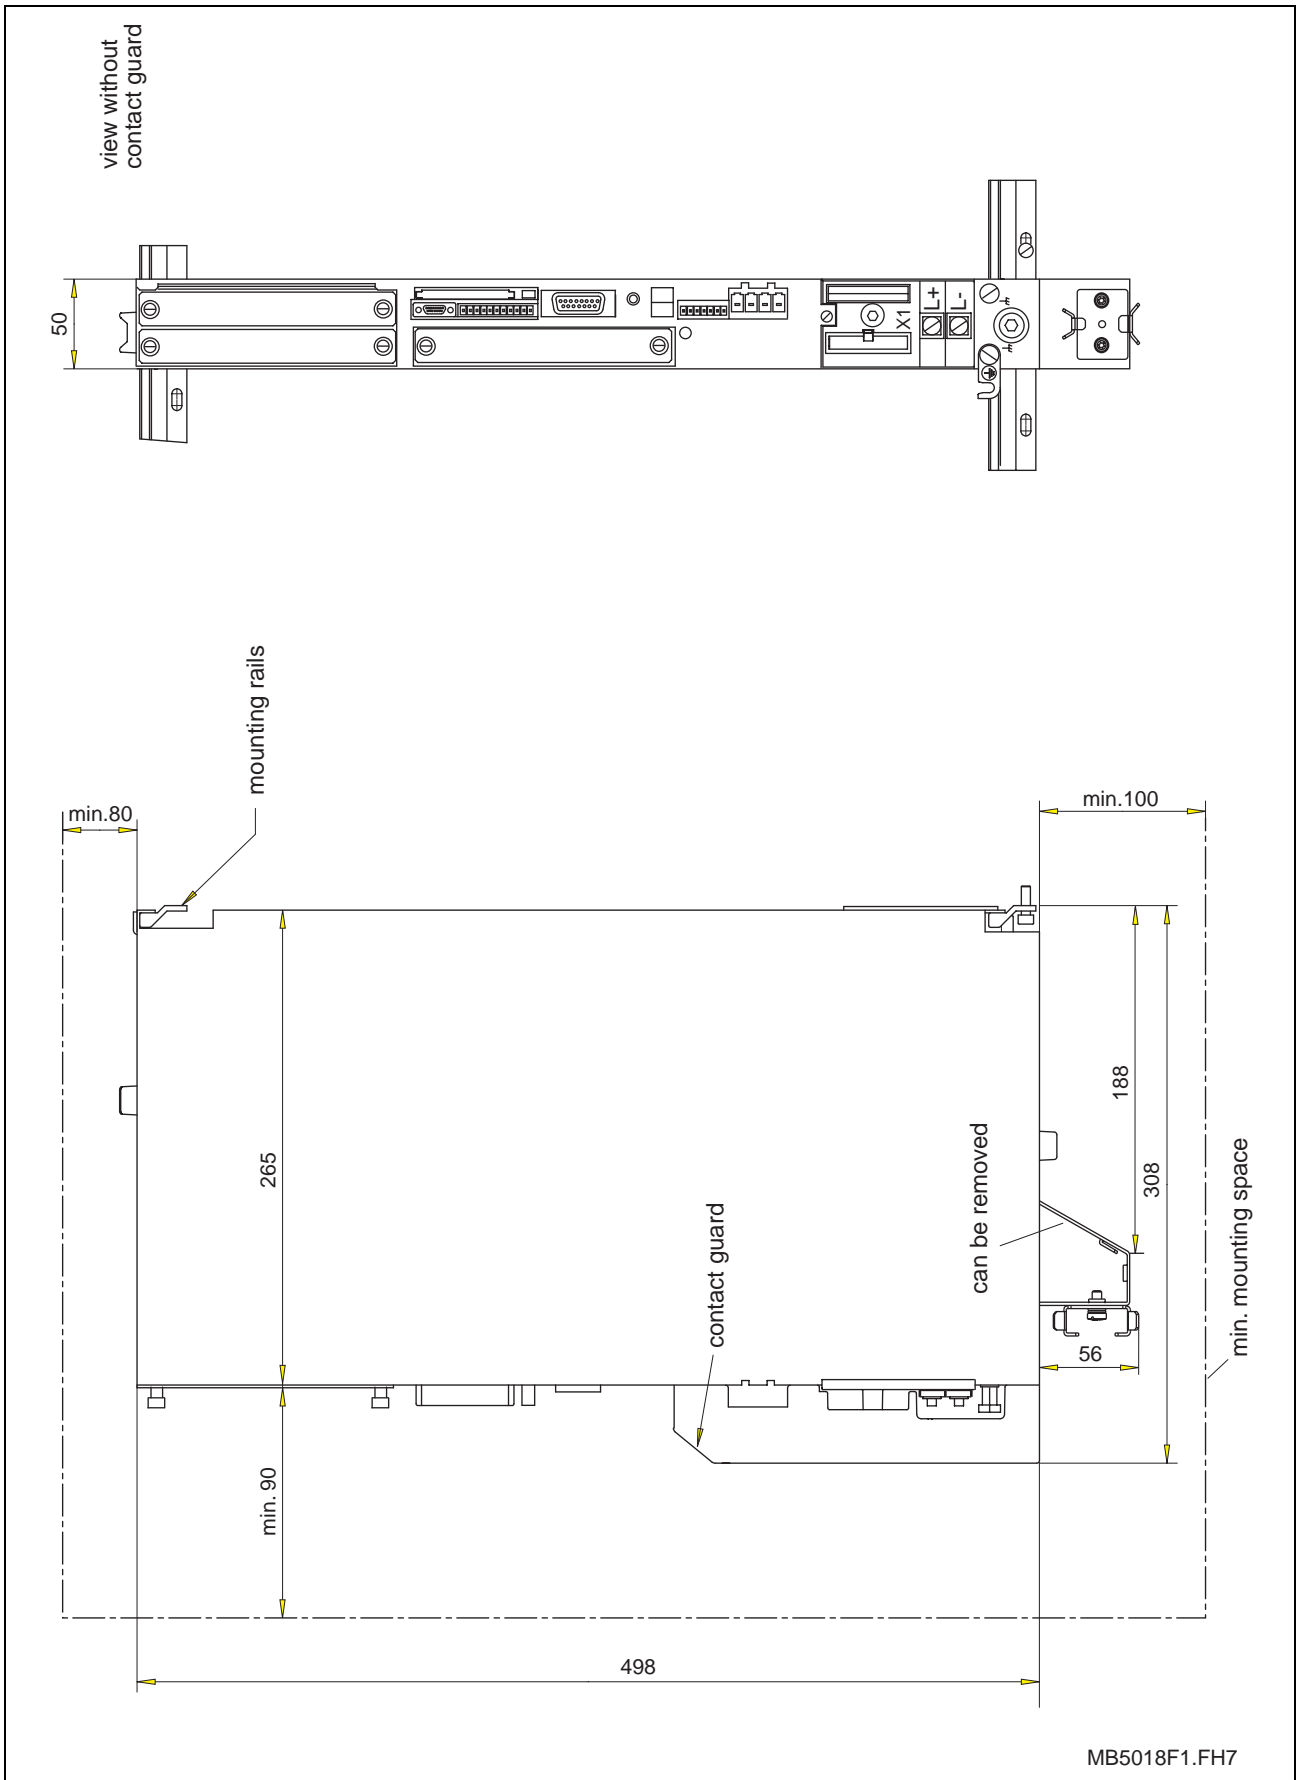 view without
contact guard
50
X1
L+
L-
mounting rails
min.80
min.100
265
188
308
can be removed
contact guard
min. mounting space
56
min. 90
498
MB5018F1.FH7